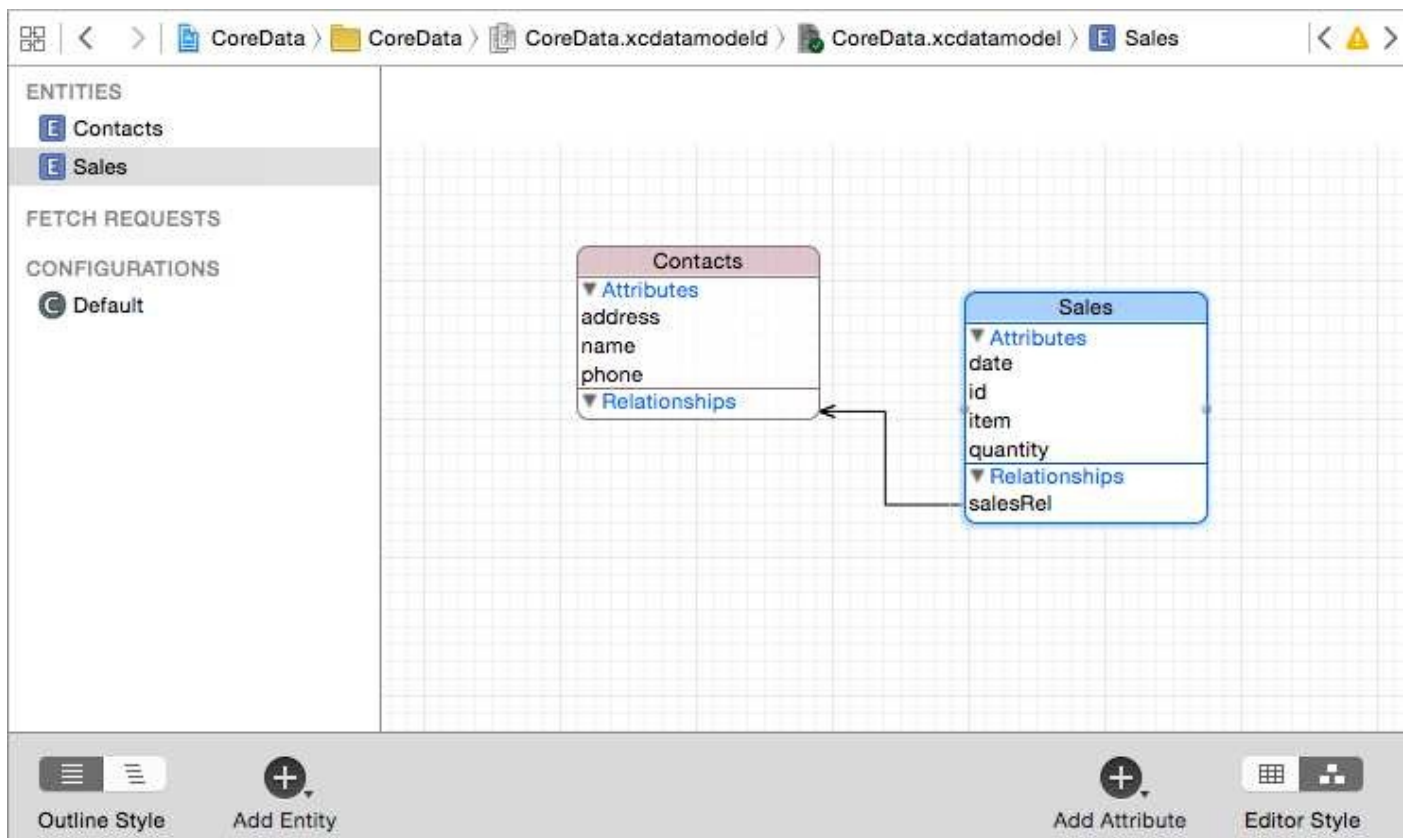 CoreData CoreData CoreData.xcdatamodeld CoreData.xcdatamodel E Sales
ENTITIES
E Contacts
E Sales
FETCH REQUESTS
CONFIGURATIONS
C Default
Contacts
Attributes
address
name
phone
Relationships
Sales
Attributes
date
id
item
quantity
Relationships
salesRel
Outline Style
Add Entity
Add Attribute
Editor Style